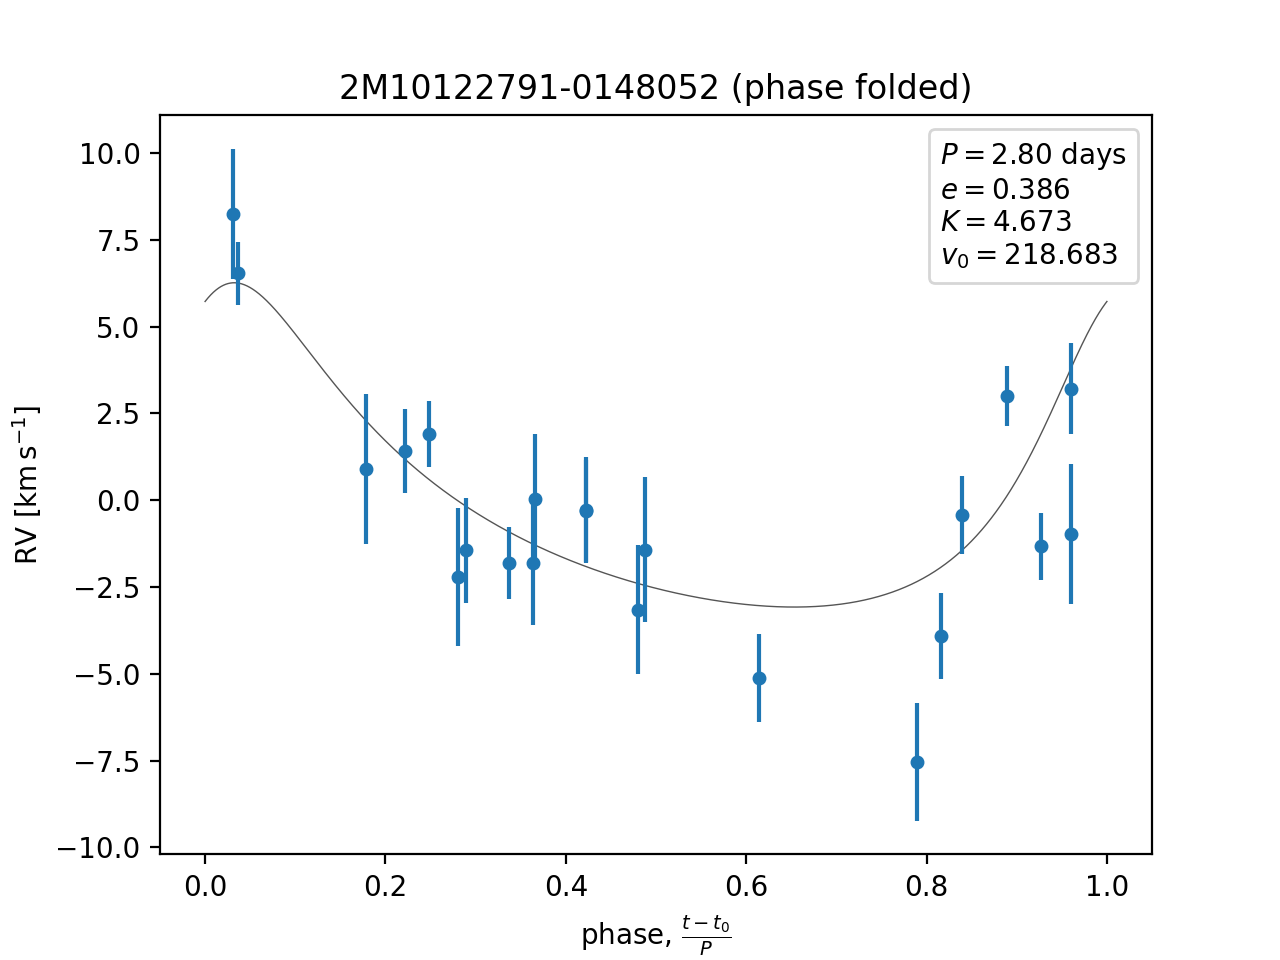 2M10122791-0148052 (phase folded)
P = 2.80 days
e = 0.386
K = 4.673
v₀ = 218.683
RV [km s⁻¹]
10.0
7.5
5.0
2.5
0.0
−2.5
−5.0
−7.5
−10.0
0.0 0.2 0.4 0.6 0.8 1.0
phase, (t − t₀)/P